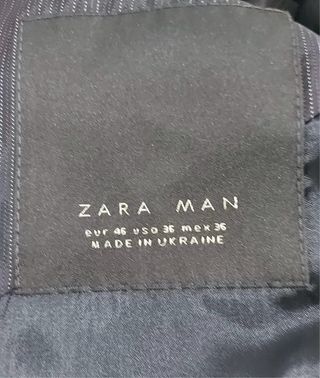 ZARA MAN
eur 46 usa 36 mex 36
MADE IN UKRAINE